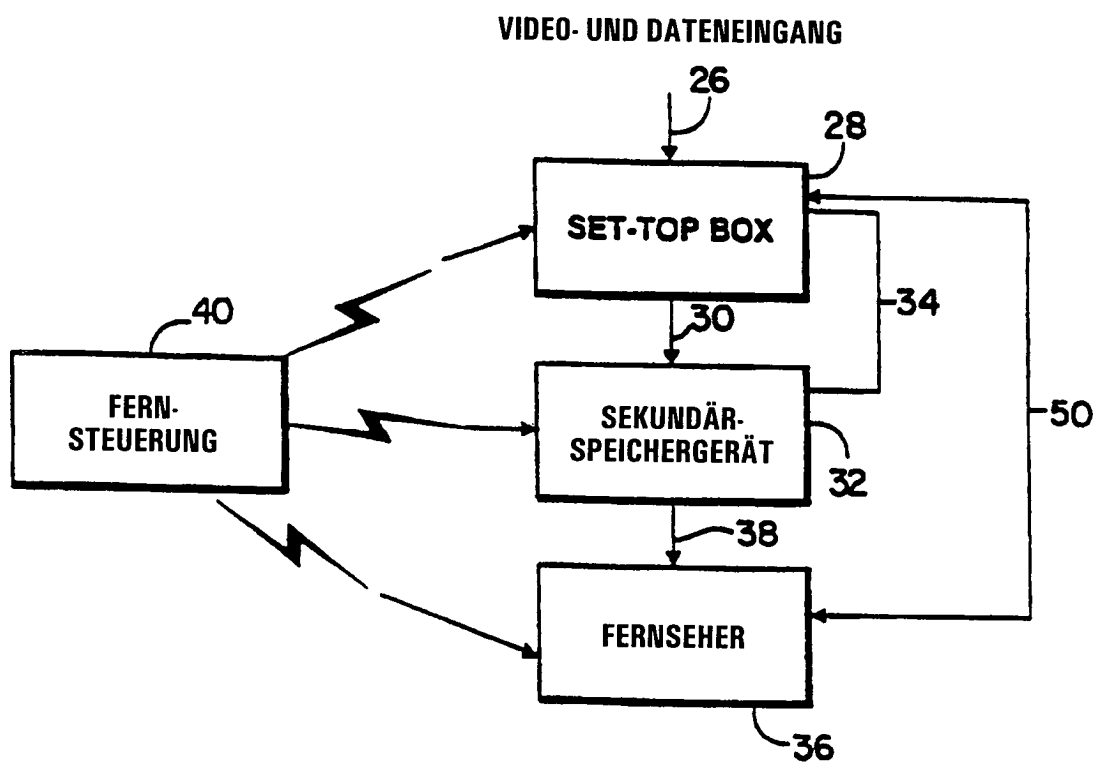 VIDEO- UND DATENEINGANG
26
28
SET-TOP BOX
34
30
40
FERN-
STEUERUNG
SEKUNDÄR-
SPEICHERGERÄT
50
32
38
FERNSEHER
36